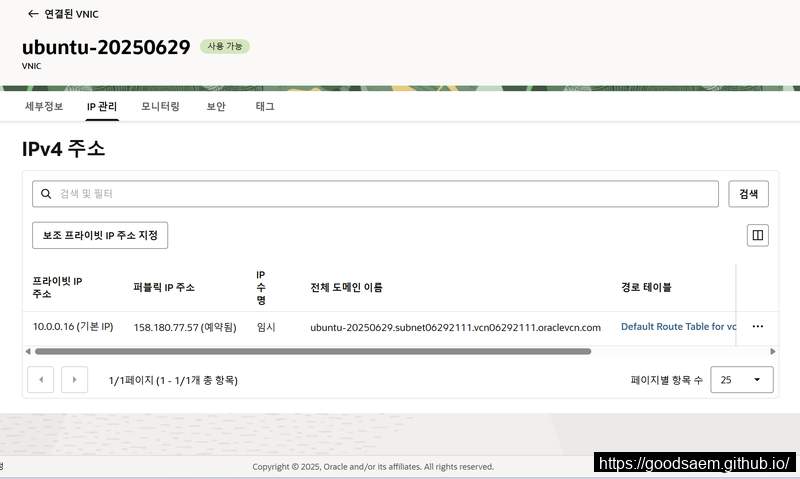 ← 연결된 VNIC
ubuntu-20250629 사용 가능
VNIC
세부정보 IP 관리 모니터링 보안 태그
IPv4 주소
검색 및 필터 검색
보조 프라이빗 IP 주소 지정
프라이빗 IP 주소 퍼블릭 IP 주소 IP 수명 전체 도메인 이름 경로 테이블
10.0.0.16 (기본 IP) 158.180.77.57 (예약됨) 임시 ubuntu-20250629.subnet06292111.vcn06292111.oraclevcn.com Default Route Table for vc
1/1페이지 (1 - 1/1개 총 항목) 페이지별 항목 수 25
Copyright © 2025, Oracle and/or its affiliates. All rights reserved.
https://goodsaem.github.io/